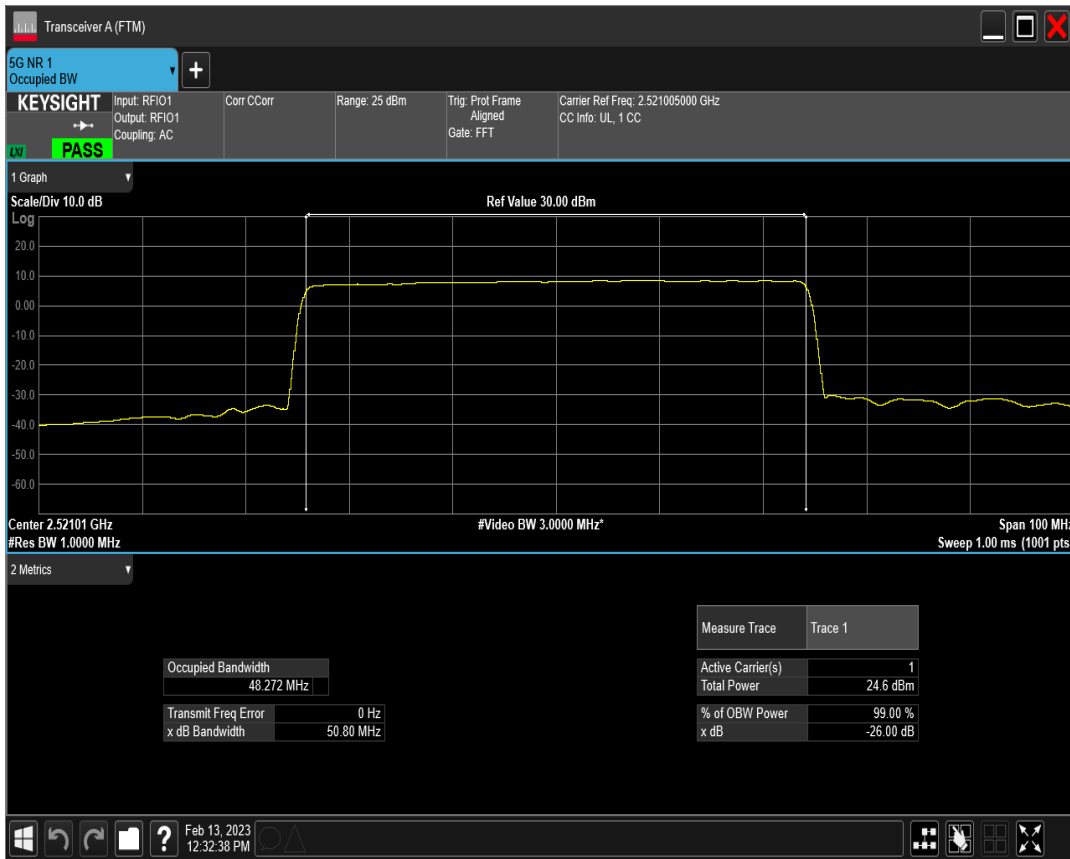 Transceiver A (FTM)
5G NR 1
Occupied BW
+
KEYSIGHT
LXI
PASS
Input: RFIO1
Output: RFIO1
Coupling: AC
Corr CCorr
Range: 25 dBm
Trig: Prot Frame
Aligned
Gate: FFT
Carrier Ref Freq: 2.521005000 GHz
CC Info: UL, 1 CC
1 Graph
Scale/Div 10.0 dB
Ref Value 30.00 dBm
Log
20.0
10.0
0.00
-10.0
-20.0
-30.0
-40.0
-50.0
-60.0
Center 2.52101 GHz
#Video BW 3.0000 MHz*
Span 100 MHz
#Res BW 1.0000 MHz
Sweep 1.00 ms (1001 pts
2 Metrics
Measure Trace Trace 1
Occupied Bandwidth
48.272 MHz
Active Carrier(s) 1
Total Power 24.6 dBm
Transmit Freq Error 0 Hz
x dB Bandwidth 50.80 MHz
% of OBW Power 99.00 %
x dB -26.00 dB
?
Feb 13, 2023
12:32:38 PM